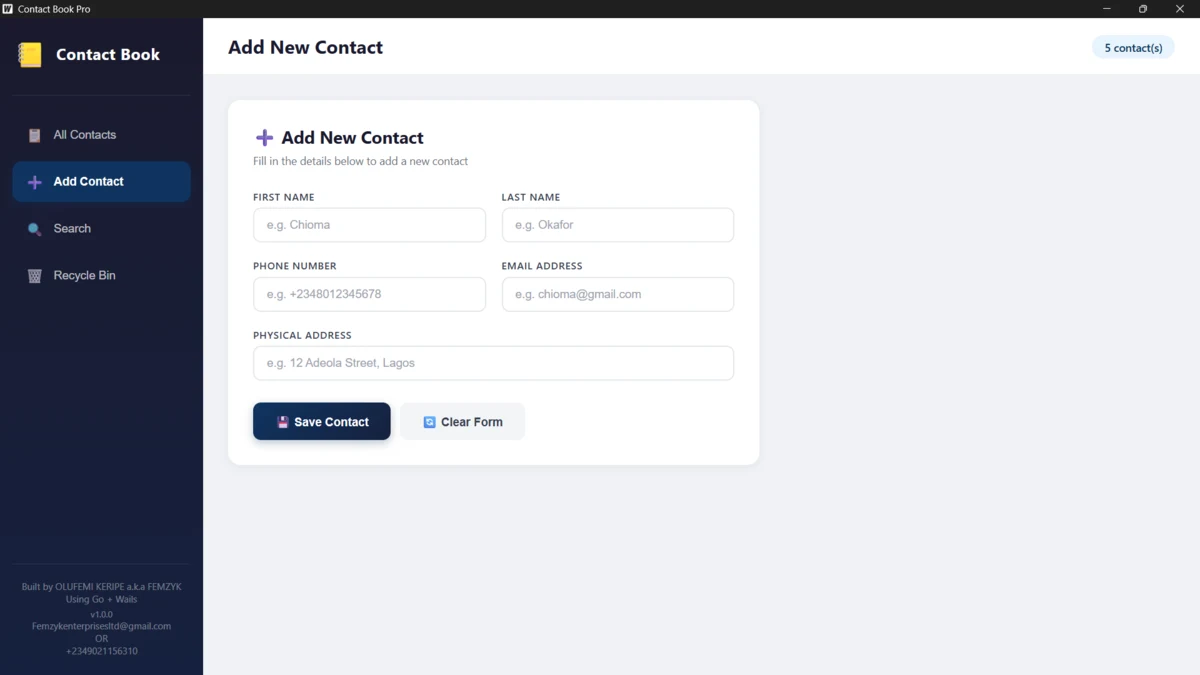 Contact Book Pro
Contact Book
All Contacts
Add Contact
Search
Recycle Bin
Built by OLUFEMI KERIPE a.k.a FEMZYK
Using Go + Wails
v1.0.0
Femzykenterprisesltd@gmail.com
OR
+2349021156310
Add New Contact
5 contact(s)
Add New Contact
Fill in the details below to add a new contact
FIRST NAME
LAST NAME
e.g. Chioma
e.g. Okafor
PHONE NUMBER
EMAIL ADDRESS
e.g. +2348012345678
e.g. chioma@gmail.com
PHYSICAL ADDRESS
e.g. 12 Adeola Street, Lagos
Save Contact
Clear Form